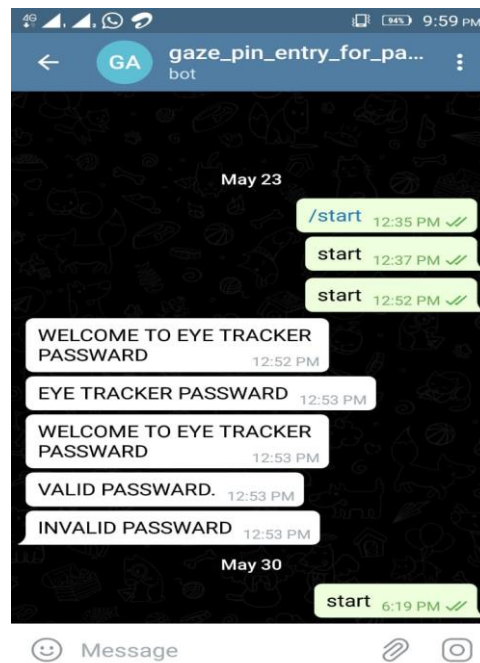 4G 94% 9:59 PM
GA gaze_pin_entry_for_pa...
bot
May 23
/start 12:35 PM
start 12:37 PM
start 12:52 PM
WELCOME TO EYE TRACKER
PASSWARD 12:52 PM
EYE TRACKER PASSWARD 12:53 PM
WELCOME TO EYE TRACKER
PASSWARD 12:53 PM
VALID PASSWARD. 12:53 PM
INVALID PASSWARD 12:53 PM
May 30
start 6:19 PM
Message